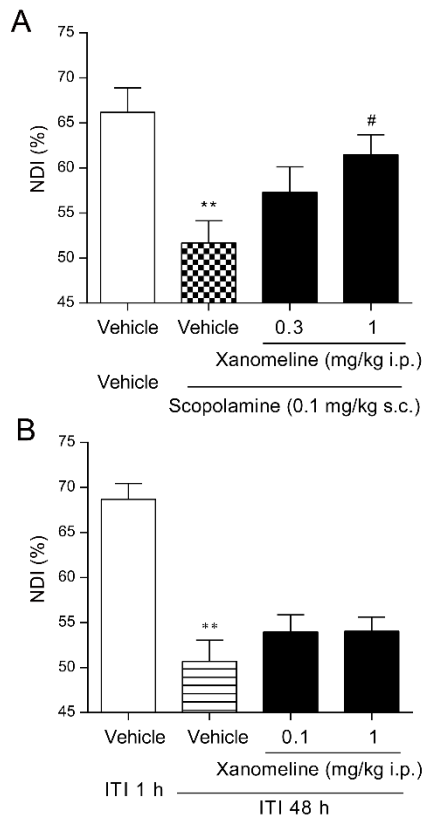 A
75
70
65
60
55
50
45
NDI (%)
**
#
Vehicle Vehicle 0.3 1
Xanomeline (mg/kg i.p.)
Vehicle
Scopolamine (0.1 mg/kg s.c.)
B
75
70
65
60
55
50
45
NDI (%)
**
Vehicle Vehicle 0.1 1
Xanomeline (mg/kg i.p.)
ITI 1 h
ITI 48 h